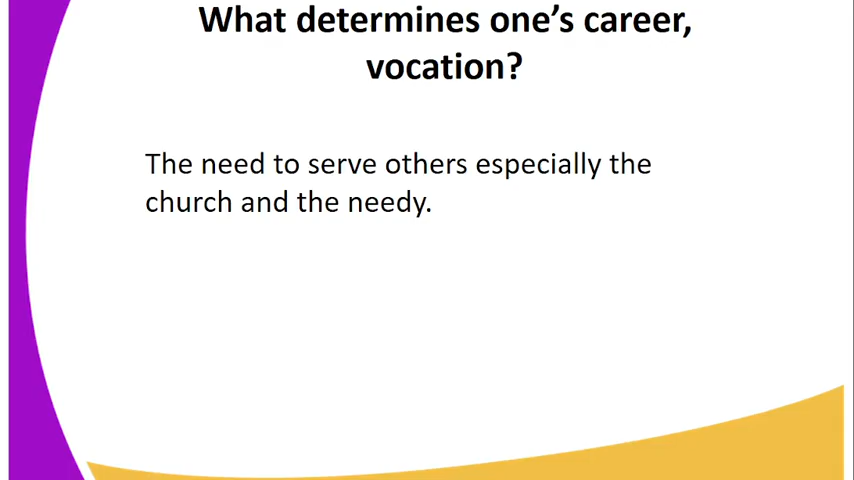 What determines one’s career,
vocation?
The need to serve others especially the
church and the needy.